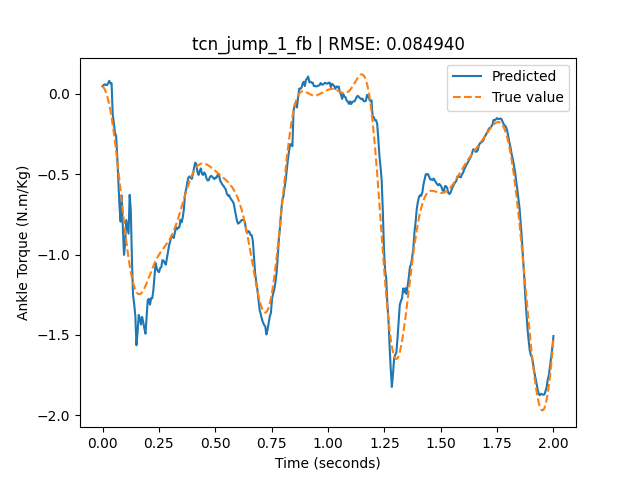 tcn_jump_1_fb | RMSE: 0.084940
Predicted
True value
Ankle Torque (N.m/Kg)
0.0
−0.5
−1.0
−1.5
−2.0
0.00 0.25 0.50 0.75 1.00 1.25 1.50 1.75 2.00
Time (seconds)